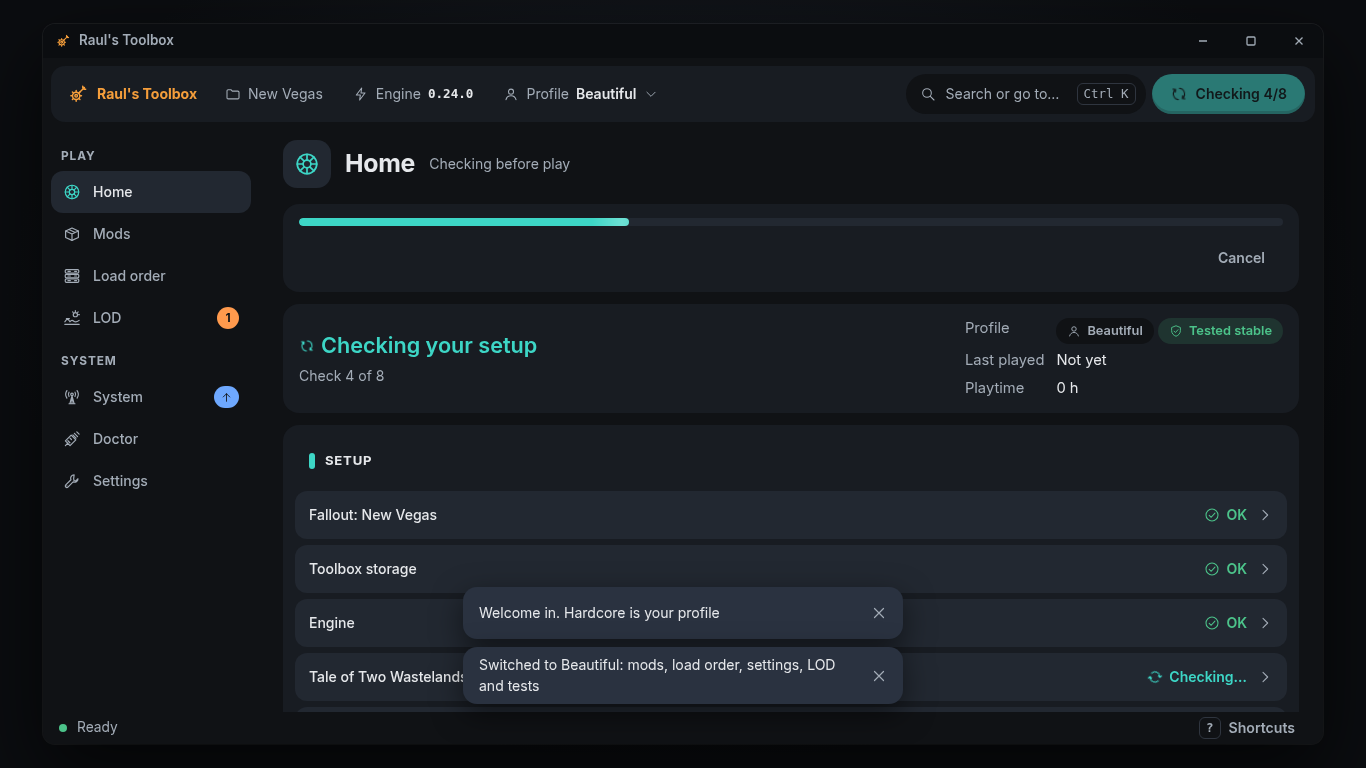 Raul's Toolbox
Raul's Toolbox New Vegas Engine 0.24.0 Profile Beautiful Search or go to... Ctrl K Checking 4/8
PLAY
Home
Mods
Load order
LOD 1
SYSTEM
System
Doctor
Settings
Home Checking before play
Cancel
Checking your setup
Check 4 of 8
Profile Beautiful Tested stable
Last played Not yet
Playtime 0 h
SETUP
Fallout: New Vegas OK
Toolbox storage OK
Engine OK
Tale of Two Wastelands Checking...
Welcome in. Hardcore is your profile
Switched to Beautiful: mods, load order, settings, LOD
and tests
Ready
? Shortcuts